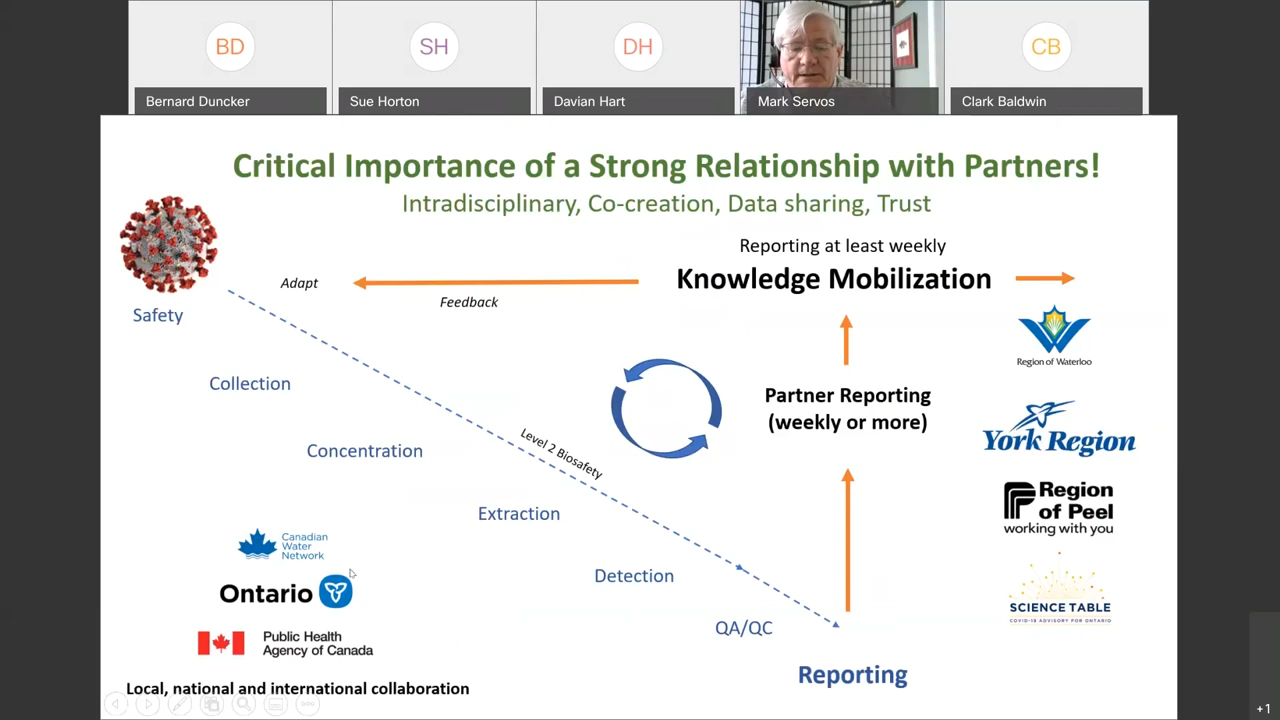 BD
SH
DH
CB
Bernard Duncker
Sue Horton
Davian Hart
Mark Servos
Clark Baldwin
Critical Importance of a Strong Relationship with Partners!
Intradisciplinary, Co-creation, Data sharing, Trust
Reporting at least weekly
Knowledge Mobilization
Adapt
Feedback
Safety
Region of Waterloo
Collection
Partner Reporting
(weekly or more)
York Region
Level 2 Biosafety
Concentration
Region
of Peel
working with you
Extraction
Canadian
Water
Network
Detection
Ontario
SCIENCE TABLE
COVID-19 ADVISORY FOR ONTARIO
QA/QC
Public Health
Agency of Canada
Reporting
Local, national and international collaboration
+1